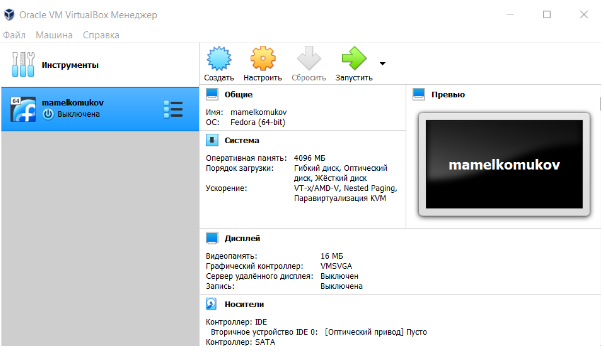 Oracle VM VirtualBox Менеджер
Файл Машина Справка
Инструменты
64
mamelkomukov
Выключена
Создать Настроить Сбросить Запустить
Общие
Имя: mamelkomukov
ОС: Fedora (64-bit)
Система
Оперативная память: 4096 МБ
Порядок загрузки: Гибкий диск, Оптический
диск, Жёсткий диск
Ускорение: VT-x/AMD-V, Nested Paging,
Паравиртуализация KVM
Превью
mamelkomukov
Дисплей
Видеопамять: 16 МБ
Графический контроллер: VMSVGA
Сервер удалённого дисплея: Выключен
Запись: Выключена
Носители
Контроллер: IDE
Вторичное устройство IDE 0: [Оптический привод] Пусто
Контроллер: SATA